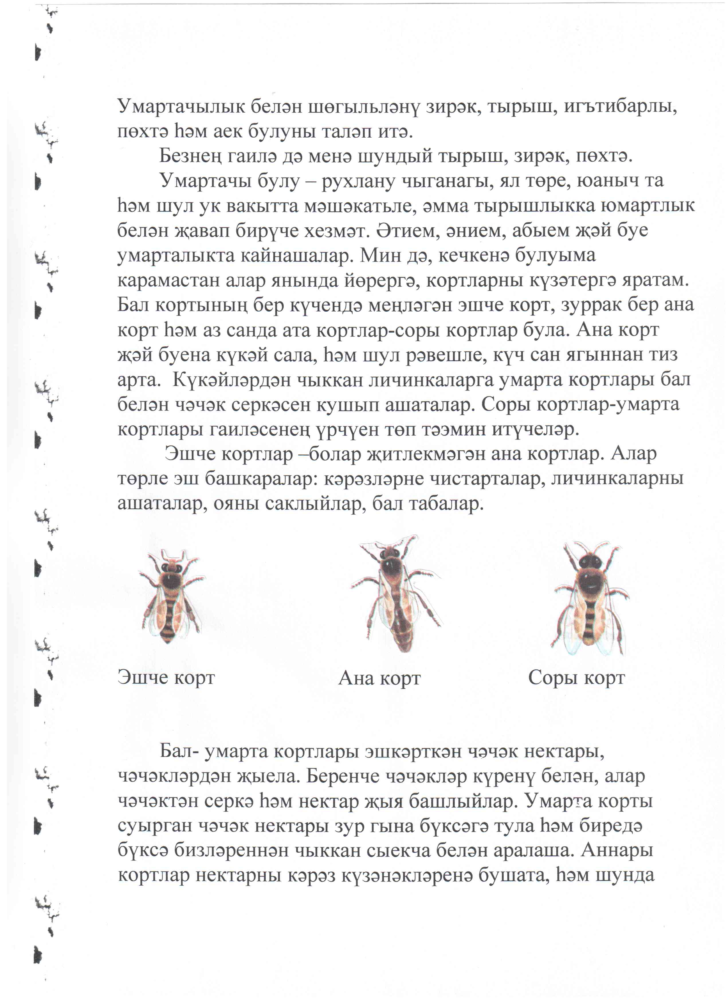 Умартачылык белән шөгыльләнү зирәк, тырыш, игътибарлы,
пөхтә һәм аек булуны таләп итә.
Безнең гаилә дә менә шундый тырыш, зирәк, пөхтә.
Умартачы булу – рухлану чыганагы, ял төре, юаныч та
һәм шул ук вакытта мәшәкатьле, әмма тырышлыкка юмартлык
белән җавап бирүче хезмәт. Әтием, әнием, абыем җәй буе
умарталыкта кайнашалар. Мин дә, кечкенә булуыма
карамастан алар янында йөрергә, кортларны күзәтергә яратам.
Бал кортының бер күчендә меңләгән эшче корт, зуррак бер ана
корт һәм аз санда ата кортлар-соры кортлар була. Ана корт
җәй буена күкәй сала, һәм шул рәвешле, күч сан ягыннан тиз
арта.  Күкәйләрдән чыккан личинкаларга умарта кортлары бал
белән чәчәк серкәсен кушып ашаталар. Соры кортлар-умарта
кортлары гаиләсенең үрчүен төп тәэмин итүчеләр.
Эшче кортлар –болар җитлекмәгән ана кортлар. Алар
төрле эш башкаралар: кәрәзләрне чистарталар, личинкаларны
ашаталар, ояны саклыйлар, бал табалар.
Эшче корт Ана корт Соры корт
Бал- умарта кортлары эшкәрткән чәчәк нектары,
чәчәкләрдән җыела. Беренче чәчәкләр күренү белән, алар
чәчәктән серкә һәм нектар җыя башлыйлар. Умарта корты
суырган чәчәк нектары зур гына бүксәгә тула һәм биредә
бүксә бизләреннән чыккан сыекча белән аралаша. Аннары
кортлар нектарны кәрәз күзәнәкләренә бушата, һәм шунда